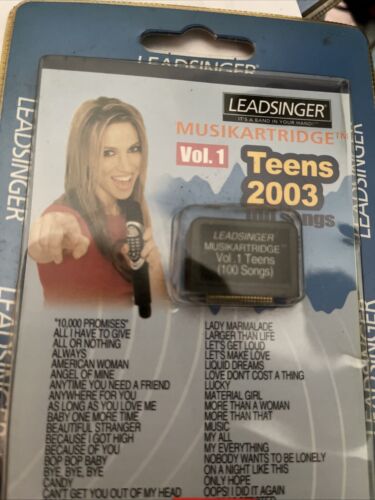 LEADSINGER
LEADSINGER
LEADSINGER
LEADSINGER
IT'S A BAND IN YOUR HAND!
MUSIKARTRIDGE™
Vol. 1
Teens
2003
100 Songs
LEADSINGER
MUSIKARTRIDGE™
Vol .1 Teens
(100 Songs)
"10,000 PROMISES"
ALL I HAVE TO GIVE
ALL OR NOTHING
ALWAYS
AMERICAN WOMAN
ANGEL OF MINE
ANYTIME YOU NEED A FRIEND
ANYWHERE FOR YOU
AS LONG AS YOU LOVE ME
BABY ONE MORE TIME
BEAUTIFUL STRANGER
BECAUSE I GOT HIGH
BECAUSE OF YOU
BOP BOP BABY
BYE, BYE, BYE
CANDY
CAN'T GET YOU OUT OF MY HEAD
LADY MARMALADE
LARGER THAN LIFE
LET'S GET LOUD
LET'S MAKE LOVE
LIQUID DREAMS
LOVE DON'T COST A THING
LUCKY
MATERIAL GIRL
MORE THAN A WOMAN
MORE THAN THAT
MUSIC
MY ALL
MY EVERYTHING
NOBODY WANTS TO BE LONELY
ON A NIGHT LIKE THIS
ONLY HOPE
OOPS! I DID IT AGAIN